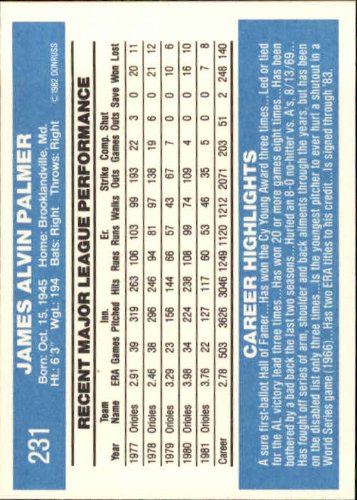 231
JAMES ALVIN PALMER
Born: Oct. 15, 1945 Home: Brooklandville, Md.
Ht.: 6'3" Wgt.: 194 Bats: Right Throws: Right
© 1982 DONRUSS
RECENT MAJOR LEAGUE PERFORMANCE
Team Inn. Er. Strike Comp. Shut
Year Name ERA Games Pitched Hits Runs Runs Walks Outs Games Outs Save Won Lost
1977 Orioles 2.91 39 319 263 106 103 99 193 22 3 0 20 11
1978 Orioles 2.46 38 296 246 94 81 97 138 19 6 0 21 12
1979 Orioles 3.29 23 156 144 66 57 43 67 7 0 0 10 6
1980 Orioles 3.98 34 224 238 108 99 74 109 4 0 0 16 10
1981 Orioles 3.76 22 127 117 60 53 46 35 5 0 0 7 8
Career 2.78 503 3626 3046 1249 1120 1212 2071 203 51 2 248 140
CAREER HIGHLIGHTS
A sure first-ballot Hall of Famer...Has won the Cy Young Award three times...Led or tied
for the AL victory lead three times...Has won 20 or more games eight times...Has been
bothered by a bad back the last two seasons...Hurled an 8-0 no-hitter vs. A's, 8/13/69...
Has fought off series of arm, shoulder and back ailments through the years, but has been
on the disabled list only three times...Is the youngest pitcher to ever hurl a shutout in a
World Series game (1966)...Has two ERA titles to his credit...Is signed through '83.